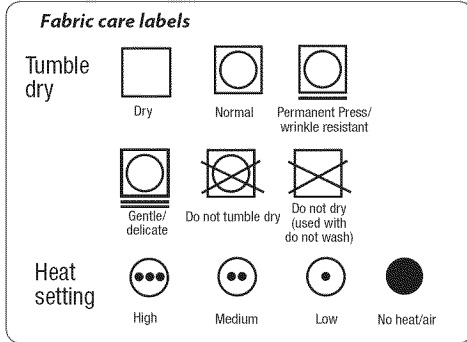 Fabric care labels
Tumble
dry
Dry
Normal
Permanent Press/
wrinkle resistant
Gentle/
delicate
Do not tumble dry
Do not dry
(used with
do not wash)
Heat
setting
High
Medium
Low
No heat/air